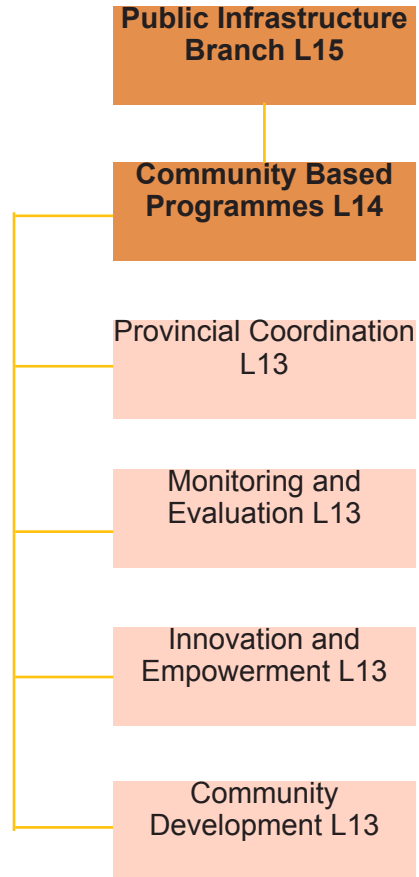 Public Infrastructure
Branch L15
Community Based
Programmes L14
Provincial Coordination
L13
Monitoring and
Evaluation L13
Innovation and
Empowerment L13
Community
Development L13